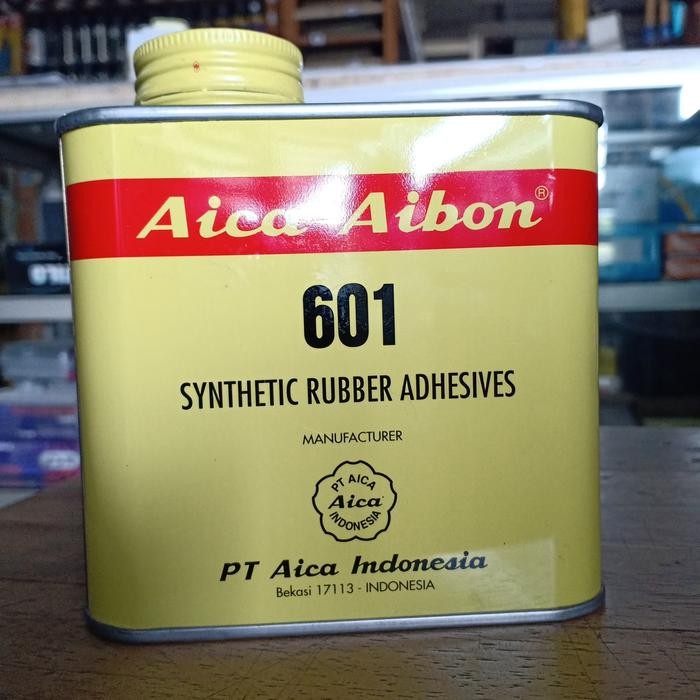 Aica Aibon®
601
SYNTHETIC RUBBER ADHESIVES
MANUFACTURER
PT AICA
Aica
INDONESIA
PT Aica Indonesia
Bekasi 17113 - INDONESIA